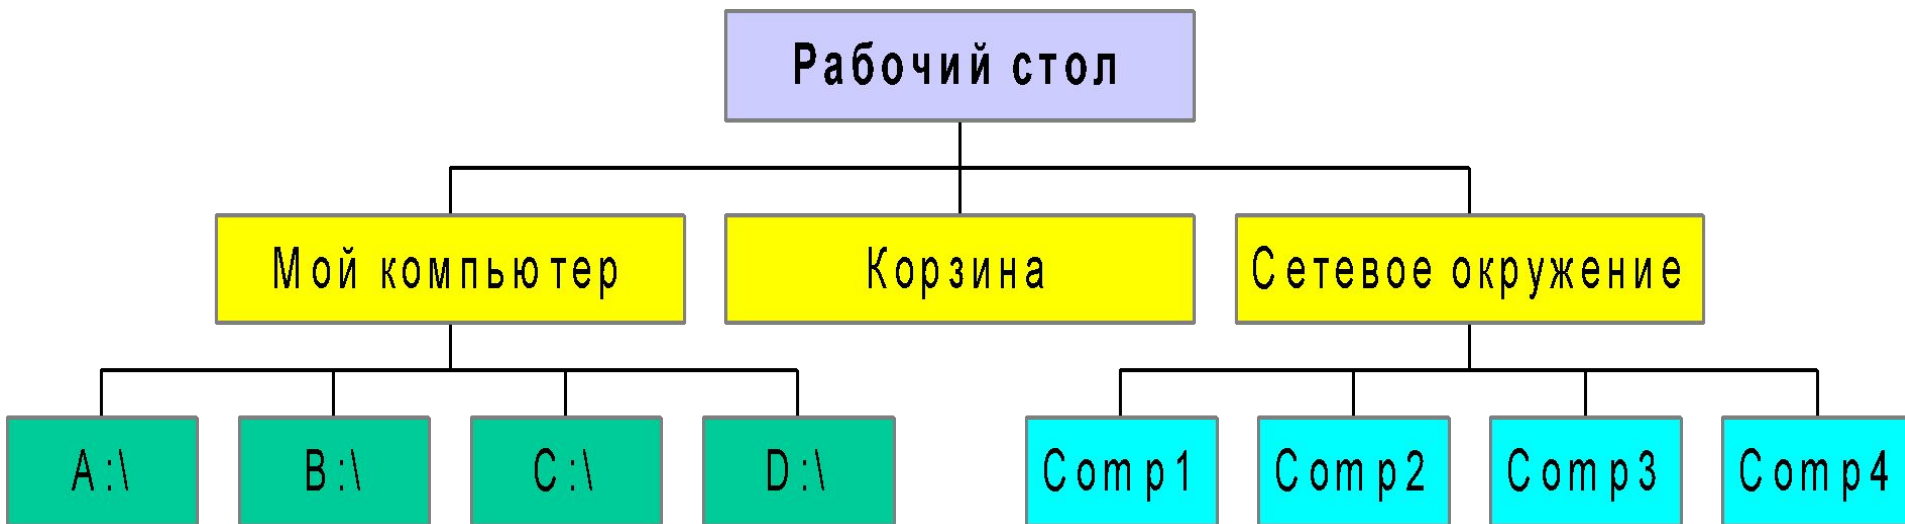 Рабочий стол
Мой компьютер
Корзина
Сетевое окружение
A:\
B:\
C:\
D:\
Comp1
Comp2
Comp3
Comp4